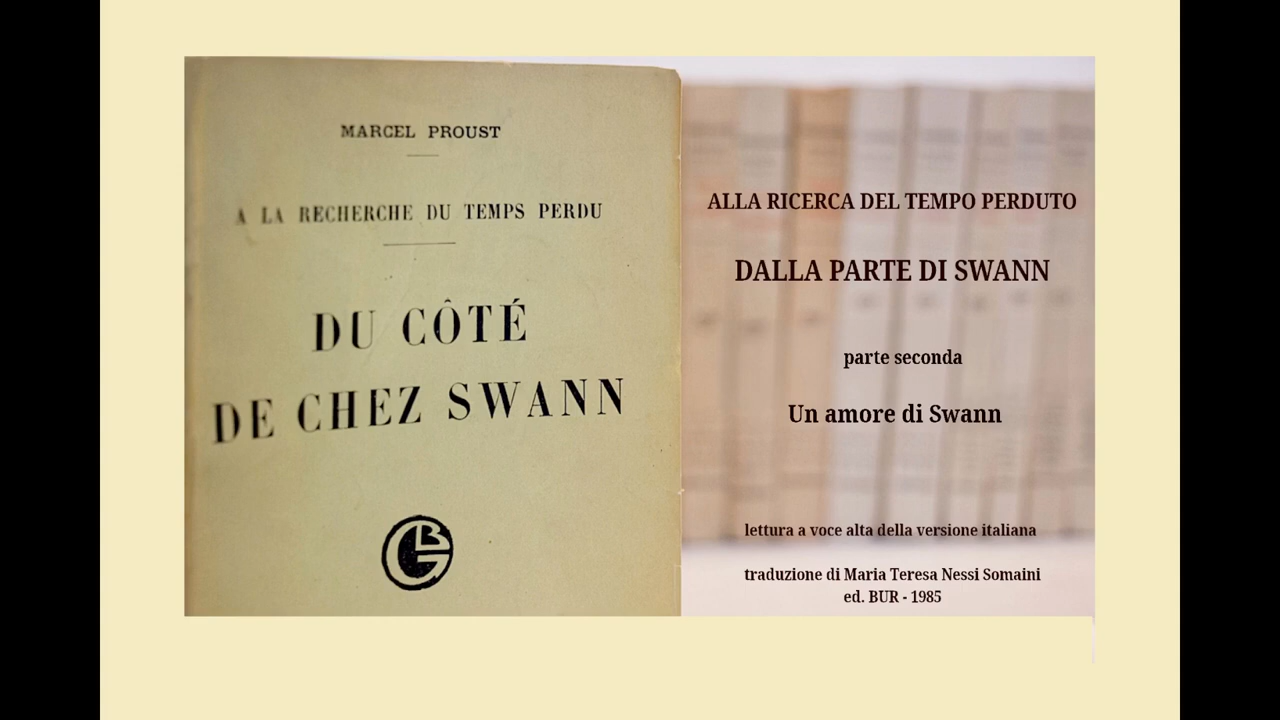 MARCEL PROUST
A LA RECHERCHE DU TEMPS PERDU
DU CÔTÉ
DE CHEZ SWANN
ALLA RICERCA DEL TEMPO PERDUTO
DALLA PARTE DI SWANN
parte seconda
Un amore di Swann
lettura a voce alta della versione italiana
traduzione di Maria Teresa Nessi Somaini
ed. BUR - 1985